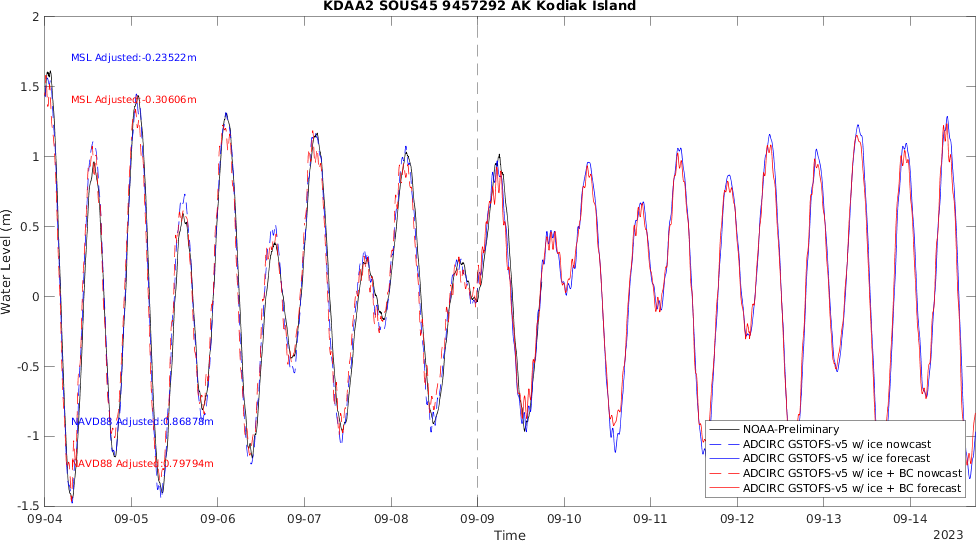 KDAA2 SOUS45 9457292 AK Kodiak Island
2
1.5
1
0.5
0
-0.5
-1
-1.5
Water Level (m)
MSL Adjusted:-0.23522m
MSL Adjusted:-0.30606m
NAVD88 Adjusted:0.86878m
NAVD88 Adjusted:0.79794m
NOAA-Preliminary
ADCIRC GSTOFS-v5 w/ ice nowcast
ADCIRC GSTOFS-v5 w/ ice forecast
ADCIRC GSTOFS-v5 w/ ice + BC nowcast
ADCIRC GSTOFS-v5 w/ ice + BC forecast
09-04 09-05 09-06 09-07 09-08 09-09 09-10 09-11 09-12 09-13 09-14
Time
2023